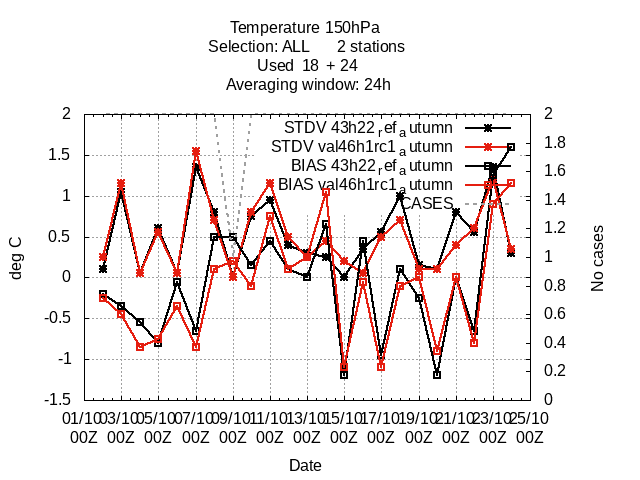 Temperature 150hPa
Selection: ALL 2 stations
Used 18 + 24
Averaging window: 24h
STDV 43h22ref_autumn
STDV val46h1rc1_autumn
BIAS 43h22ref_autumn
BIAS val46h1rc1_autumn
CASES
2
1.5
1
0.5
0
-0.5
-1
-1.5
deg C
2
1.8
1.6
1.4
1.2
1
0.8
0.6
0.4
0.2
0
No cases
01/10 03/10 05/10 07/10 09/10 11/10 13/10 15/10 17/10 19/10 21/10 23/10 25/10
00Z 00Z 00Z 00Z 00Z 00Z 00Z 00Z 00Z 00Z 00Z 00Z 00Z
Date